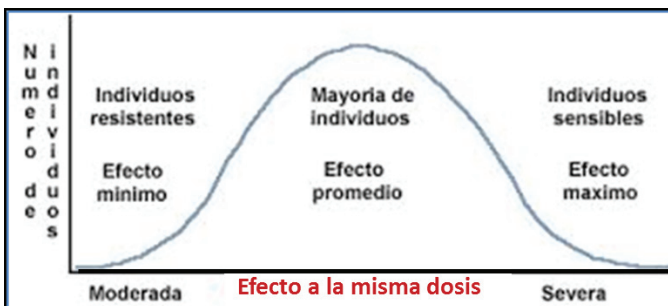 Numero de
individuos
Individuos
resistentes
Efecto
minimo
Mayoria de
individuos
Efecto
promedio
Individuos
sensibles
Efecto
maximo
Moderada
Efecto a la misma dosis
Severa